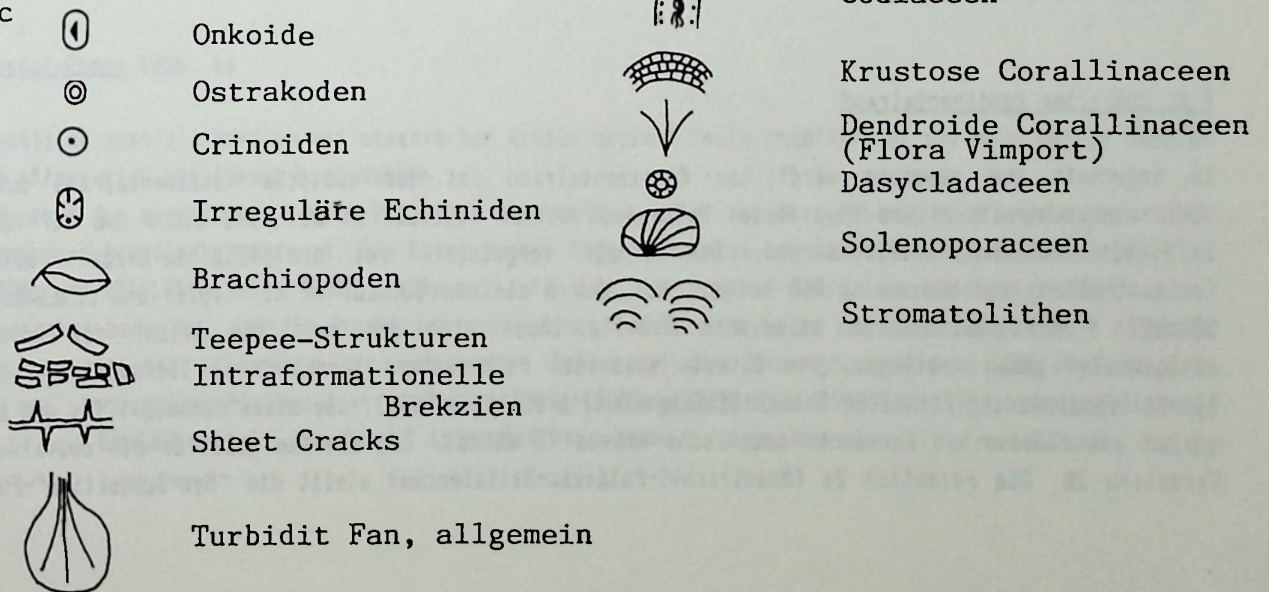 c
Onkoide
Ostrakoden
Crinoiden
Irreguläre Echiniden
Brachiopoden
Teepee-Strukturen
Intraformationelle
Brekzien
Sheet Cracks
Turbidit Fan, allgemein
Krustose Corallinaceen
Dendroide Corallinaceen
(Flora Vimport)
Dasycladaceen
Solenoporaceen
Stromatolithen